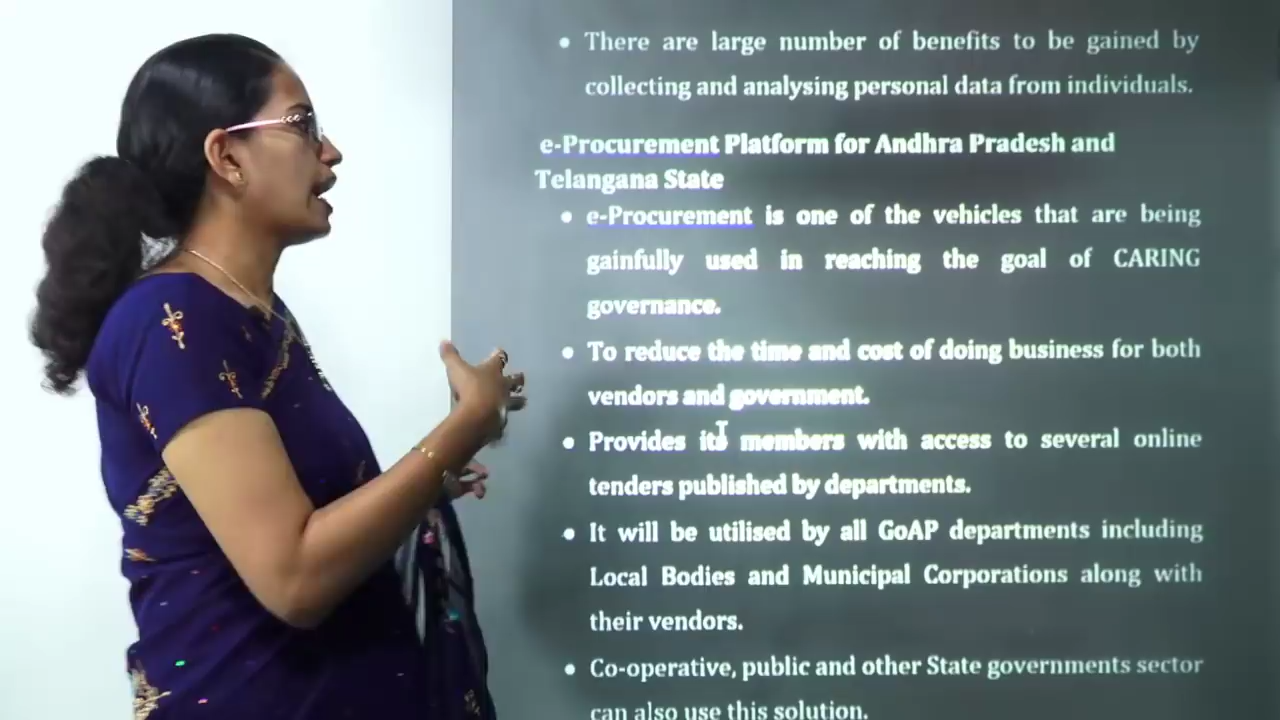 There are large number of benefits to be gained by
collecting and analysing personal data from individuals.
e-Procurement Platform for Andhra Pradesh and
Telangana State
e-Procurement is one of the vehicles that are being
gainfully used in reaching the goal of CARING
governance.
To reduce the time and cost of doing business for both
vendors and government.
Provides its members with access to several online
tenders published by departments.
It will be utilised by all GoAP departments including
Local Bodies and Municipal Corporations along with
their vendors.
Co-operative, public and other State governments sector
can also use this solution.